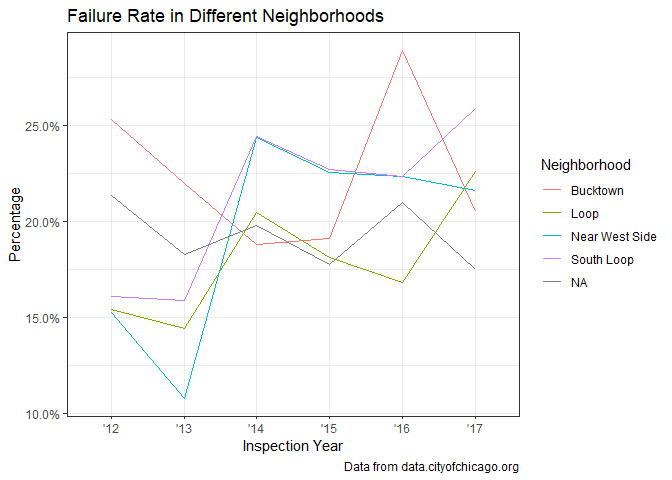 Failure Rate in Different Neighborhoods
25.0%
20.0%
15.0%
10.0%
Percentage
'12
'13
'14
'15
'16
'17
Inspection Year
Neighborhood
Bucktown
Loop
Near West Side
South Loop
NA
Data from data.cityofchicago.org